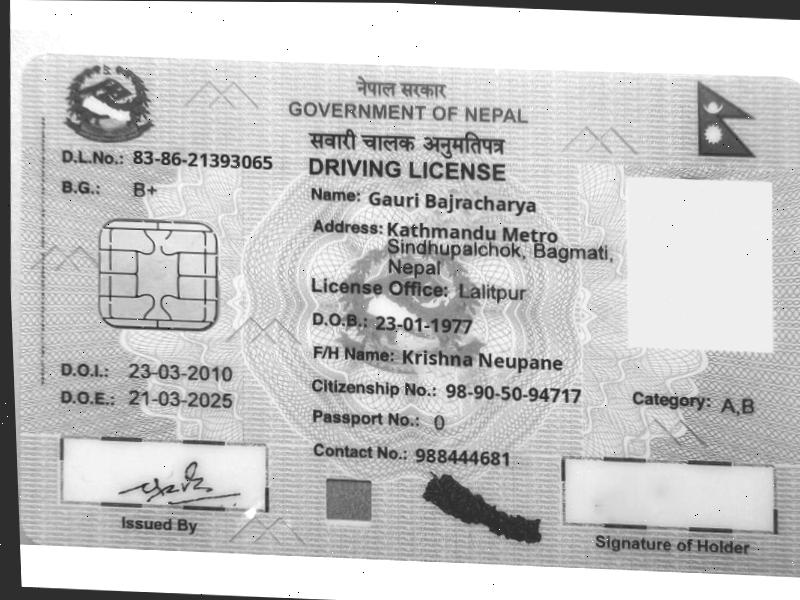 नेपाल सरकार
GOVERNMENT OF NEPAL
सवारी चालक अनुमतिपत्र
DRIVING LICENSE
D.L.No.: 83-86-21393065
B.G.: B+
Name: Gauri Bajracharya
Address: Kathmandu Metro
Sindhupalchok, Bagmati,
Nepal
License Office: Lalitpur
D.O.B.: 23-01-1977
F/H Name: Krishna Neupane
D.O.I.: 23-03-2010
Citizenship No.: 98-90-50-94717
D.O.E.: 21-03-2025
Category: A,B
Passport No.: 0
Contact No.: 988444681
Issued By
Signature of Holder